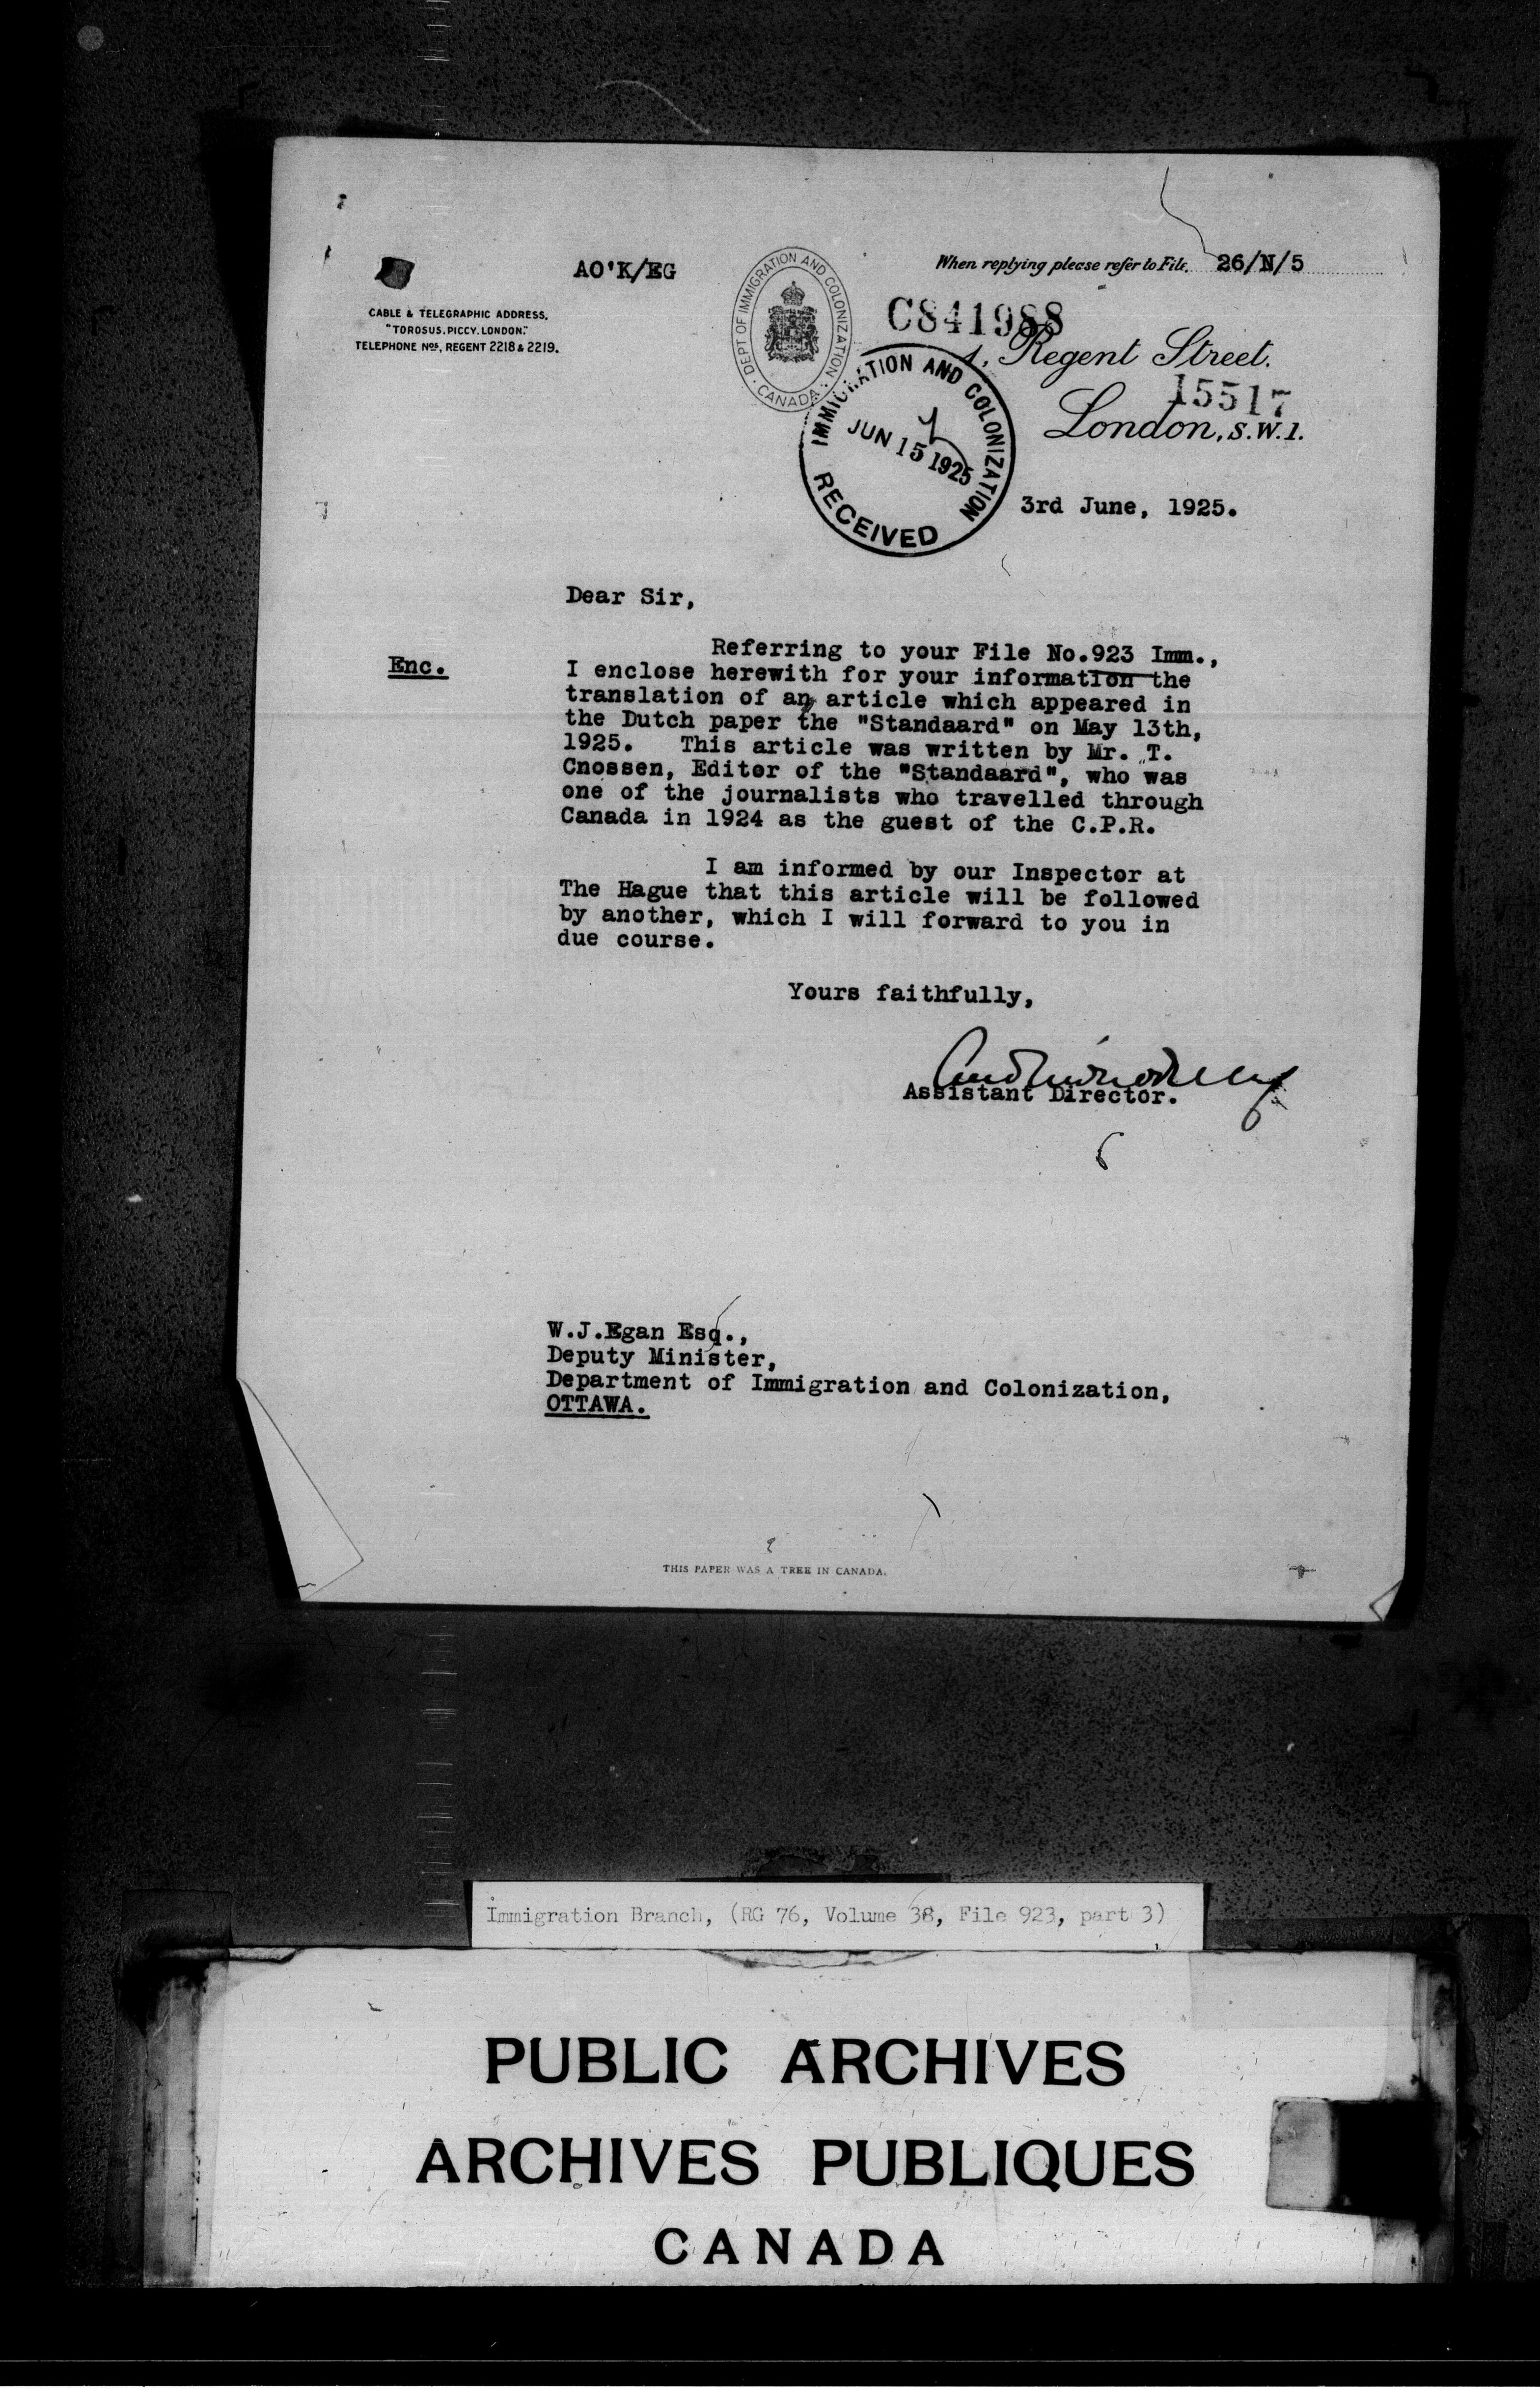 AO'K/EG
When replying please refer to File. 26/N/5
CABLE & TELEGRAPHIC ADDRESS,
"TOROSUS, PICCY. LONDON."
TELEPHONE Nos, REGENT 2218 & 2219.
DEPT OF IMMIGRATION AND COLONIZATION
CANADA
C841988
1, Regent Street.
15517
London, S.W.1.
IMMIGRATION AND COLONIZATION
JUN 15 1925
RECEIVED
3rd June, 1925.
Dear Sir,
Enc.
Referring to your File No.923 Imm.,
I enclose herewith for your information the
translation of an article which appeared in
the Dutch paper the "Standaard" on May 13th,
1925. This article was written by Mr. T.
Cnossen, Editor of the "Standaard", who was
one of the journalists who travelled through
Canada in 1924 as the guest of the C.P.R.
I am informed by our Inspector at
The Hague that this article will be followed
by another, which I will forward to you in
due course.
Yours faithfully,
Assistant Director.
W.J.Egan Esq.,
Deputy Minister,
Department of Immigration and Colonization,
OTTAWA.
THIS PAPER WAS A TREE IN CANADA.
Immigration Branch, (RG 76, Volume 38, File 923, part 3)
PUBLIC ARCHIVES
ARCHIVES PUBLIQUES
CANADA